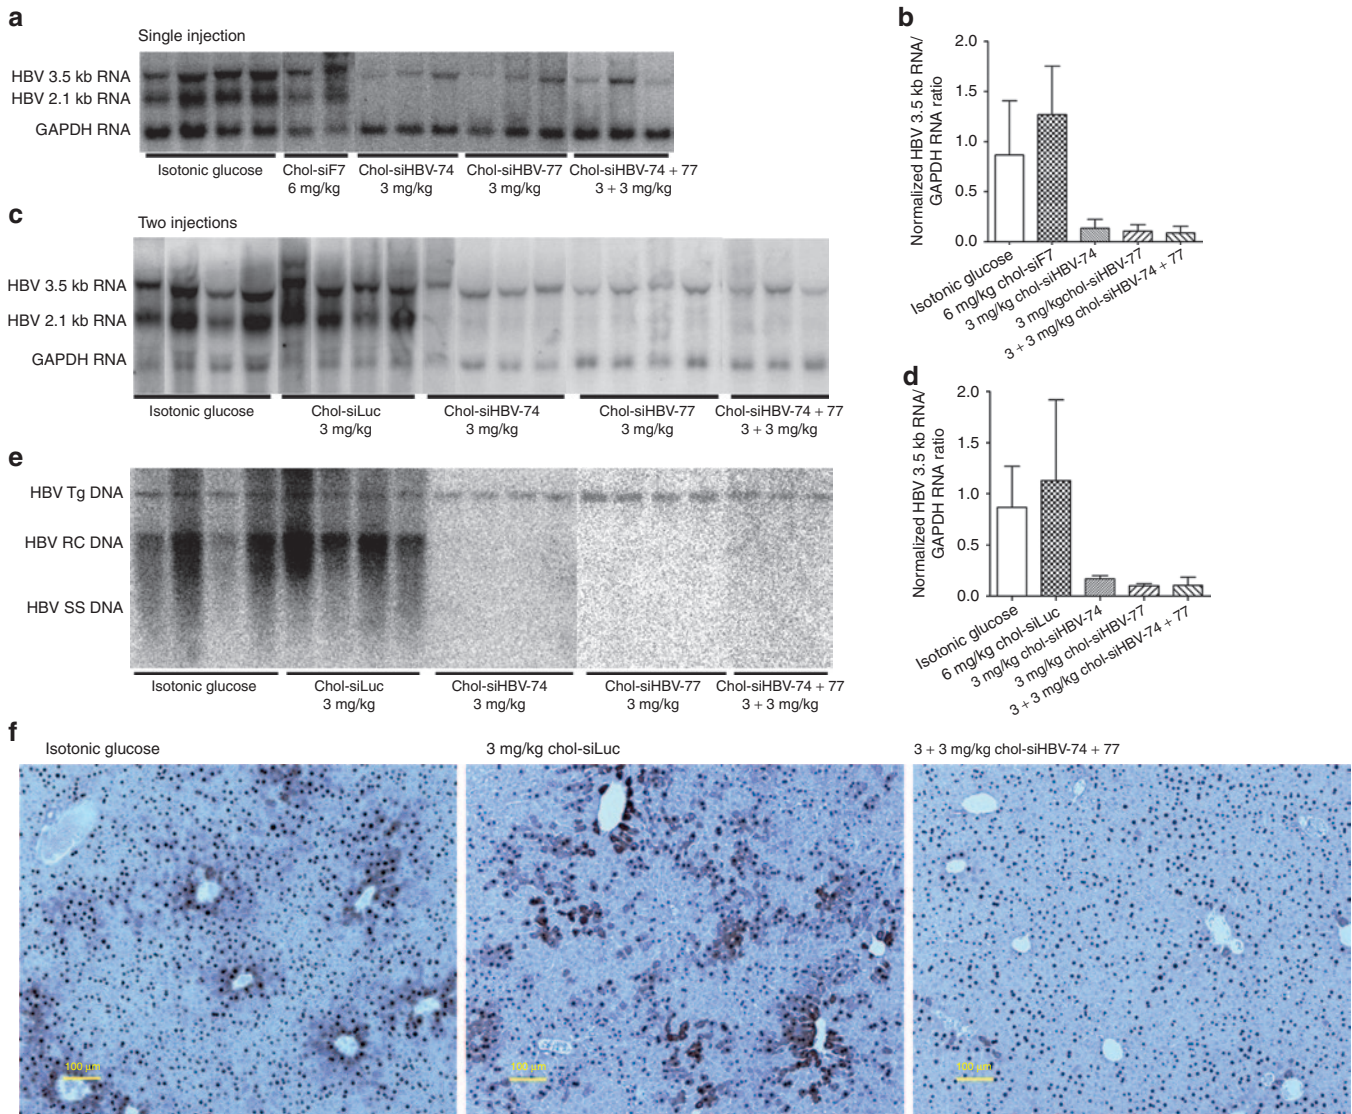 a
Single injection
HBV 3.5 kb RNA
HBV 2.1 kb RNA
GAPDH RNA
Isotonic glucose
Chol-siF7
6 mg/kg
Chol-siHBV-74
3 mg/kg
Chol-siHBV-77
3 mg/kg
Chol-siHBV-74 + 77
3 + 3 mg/kg
b
Normalized HBV 3.5 kb RNA/
GAPDH RNA ratio
2.0
1.5
1.0
0.5
0.0
Isotonic glucose
6 mg/kg chol-siF7
3 mg/kg chol-siHBV-74
3 mg/kgchol-siHBV-77
3 + 3 mg/kg chol-siHBV-74 + 77
c
Two injections
HBV 3.5 kb RNA
HBV 2.1 kb RNA
GAPDH RNA
Isotonic glucose
Chol-siLuc
3 mg/kg
Chol-siHBV-74
3 mg/kg
Chol-siHBV-77
3 mg/kg
Chol-siHBV-74 + 77
3 + 3 mg/kg
d
Normalized HBV 3.5 kb RNA/
GAPDH RNA ratio
2.0
1.5
1.0
0.5
0.0
Isotonic glucose
6 mg/kg chol-siLuc
3 mg/kg chol-siHBV-74
3 mg/kg chol-siHBV-77
3 + 3 mg/kg chol-siHBV-74 + 77
e
HBV Tg DNA
HBV RC DNA
HBV SS DNA
Isotonic glucose
Chol-siLuc
3 mg/kg
Chol-siHBV-74
3 mg/kg
Chol-siHBV-77
3 mg/kg
Chol-siHBV-74 + 77
3 + 3 mg/kg
f
Isotonic glucose
3 mg/kg chol-siLuc
3 + 3 mg/kg chol-siHBV-74 + 77
100 µm
100 µm
100 µm